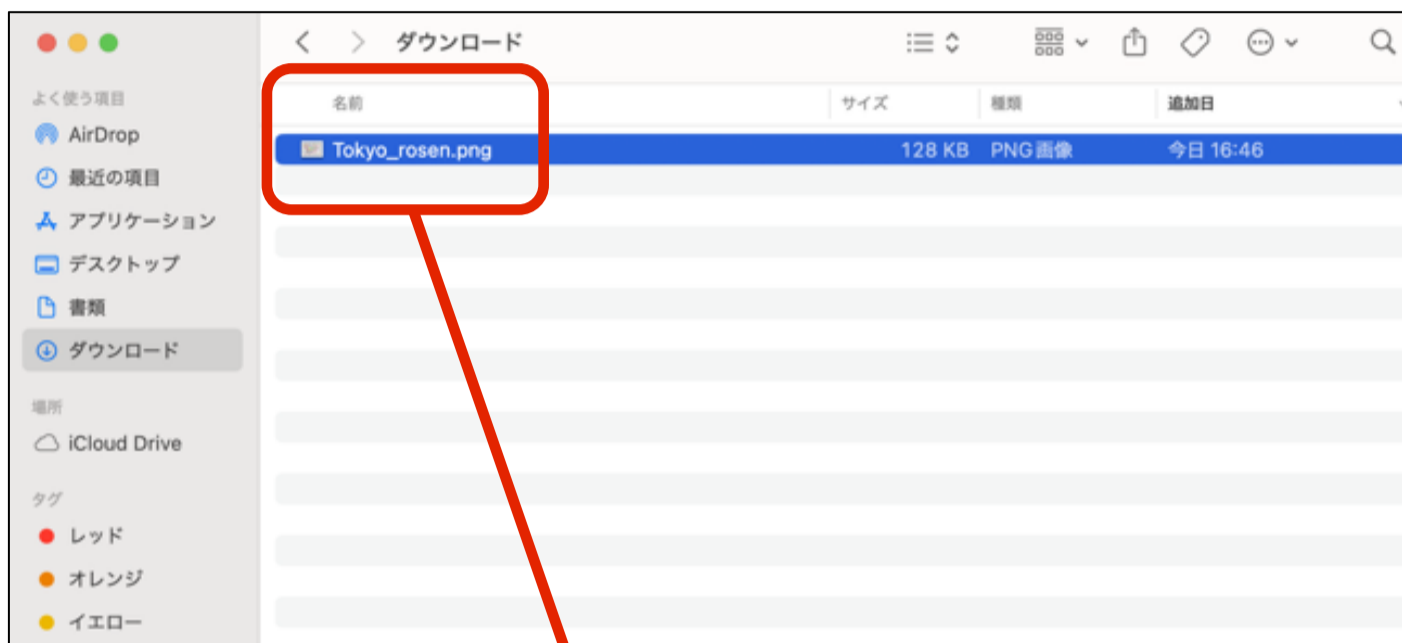 ダウンロード
よく使う項目
AirDrop
最近の項目
アプリケーション
デスクトップ
書類
ダウンロード
場所
iCloud Drive
タグ
レッド
オレンジ
イエロー
名前 サイズ 種類 追加日
Tokyo_rosen.png 128 KB PNG画像 今日 16:46